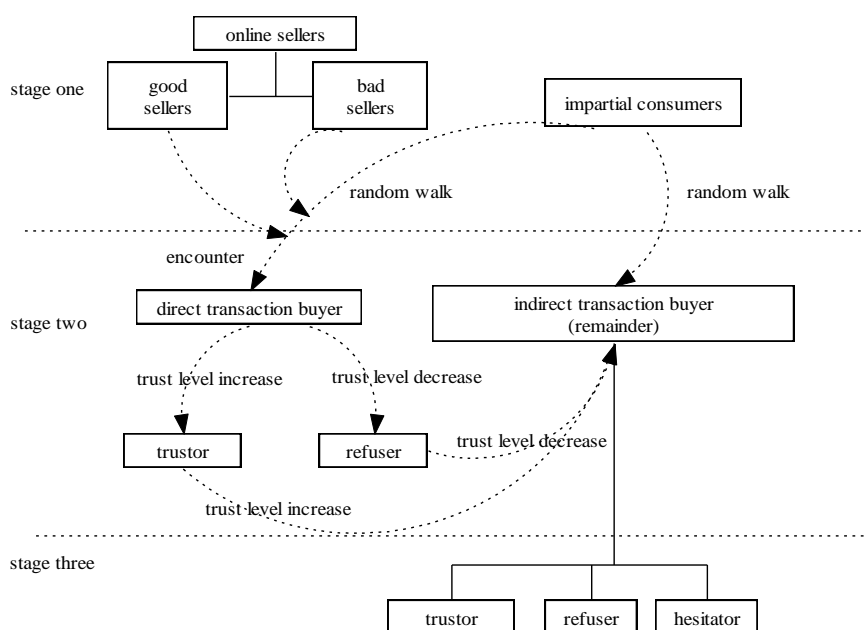 online sellers
stage one
good
sellers
bad
sellers
impartial consumers
random walk
random walk
encounter
direct transaction buyer
indirect transaction buyer
(remainder)
stage two
trust level increase
trust level decrease
trustor
refuser
trust level decrease
trust level increase
stage three
trustor
refuser
hesitator